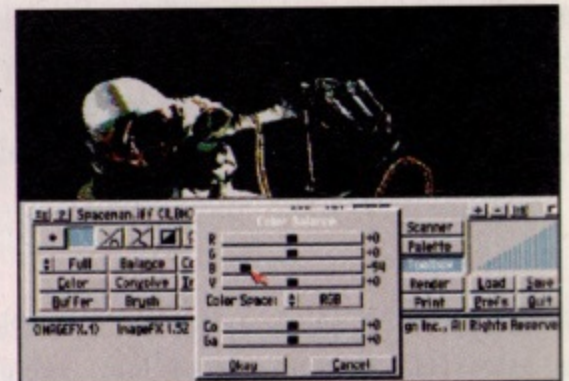 Spaceman.iff
Color Balance
R +0
G +0
B -54
V +0
Color Space: RGB
Co +0
Ga +0
Okay Cancel
Full Balance
Color Convolve
Buffer Brush
Scanner
Palette
Toolbox
Render Load Save
Print Prefs Quit
ImageFX 1.52
gn Inc., All Rights Reserve